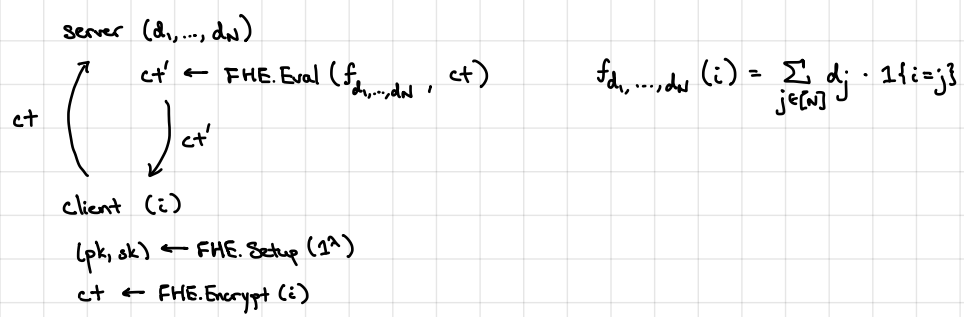 server (d₁, ..., d_N)
ct' ← FHE.Eval (f_{d₁,...,d_N}, ct)
f_{d₁,...,d_N} (i) = Σ_{j∈[N]} dⱼ · 1{i=j}
ct
ct'
client (i)
(pk, sk) ← FHE.Setup (1^λ)
ct ← FHE.Encrypt (i)